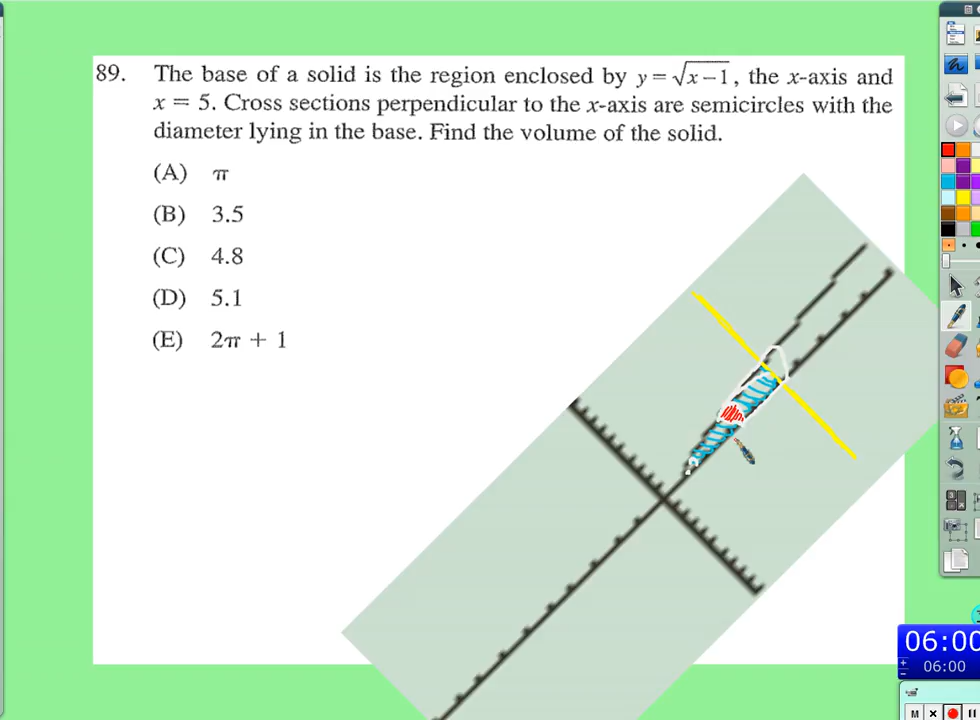 89. The base of a solid is the region enclosed by y = √x − 1, the x-axis and
x = 5. Cross sections perpendicular to the x-axis are semicircles with the
diameter lying in the base. Find the volume of the solid.
(A) π
(B) 3.5
(C) 4.8
(D) 5.1
(E) 2π + 1
06:00
06:00
M